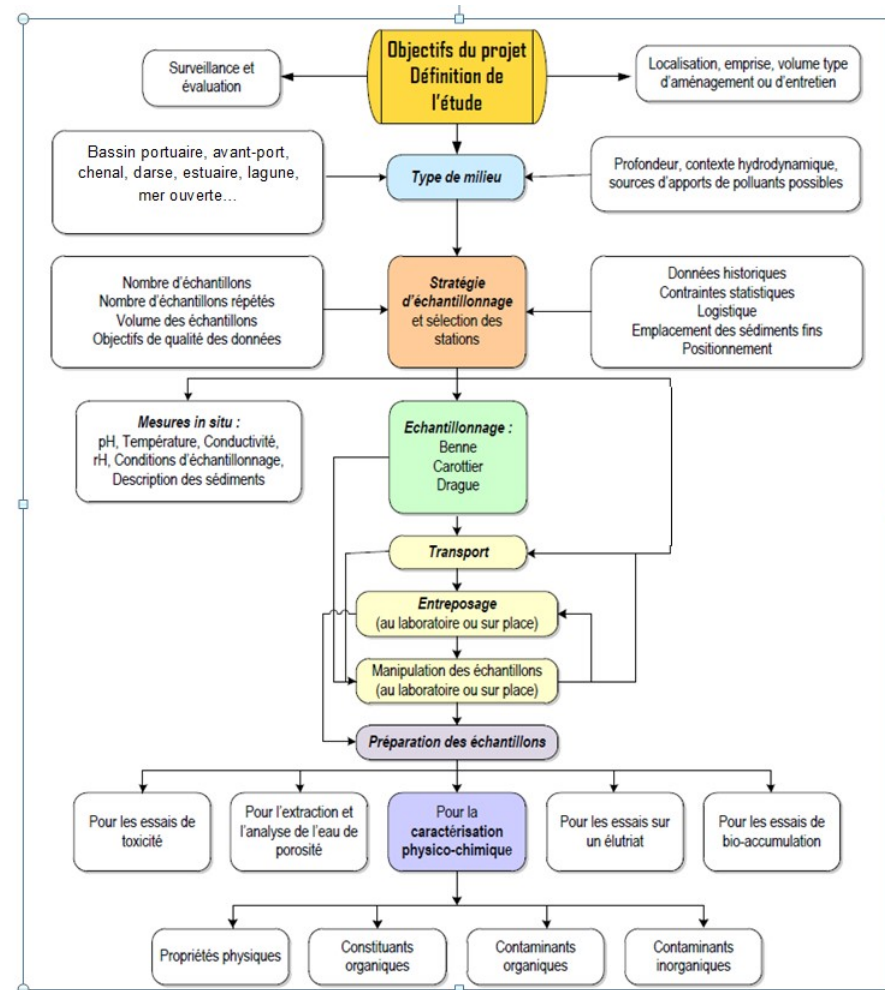 Objectifs du projet
Définition de
l'étude
Surveillance et
évaluation
Localisation, emprise, volume type
d'aménagement ou d'entretien
Bassin portuaire, avant-port,
chenal, darse, estuaire, lagune,
mer ouverte…
Type de milieu
Profondeur, contexte hydrodynamique,
sources d'apports de polluants possibles
Nombre d'échantillons
Nombre d'échantillons répétés
Volume des échantillons
Objectifs de qualité des données
Stratégie
d'échantillonnage
et sélection des
stations
Données historiques
Contraintes statistiques
Logistique
Emplacement des sédiments fins
Positionnement
Mesures in situ :
pH, Température, Conductivité,
rH, Conditions d'échantillonnage,
Description des sédiments
Echantillonnage :
Benne
Carottier
Drague
Transport
Entreposage
(au laboratoire ou sur place)
Manipulation des échantillons
(au laboratoire ou sur place)
Préparation des échantillons
Pour les essais de
toxicité
Pour l'extraction et
l'analyse de l'eau de
porosité
Pour la
caractérisation
physico-chimique
Pour les essais sur
un élutriat
Pour les essais de
bio-accumulation
Propriétés physiques
Constituants
organiques
Contaminants
organiques
Contaminants
inorganiques